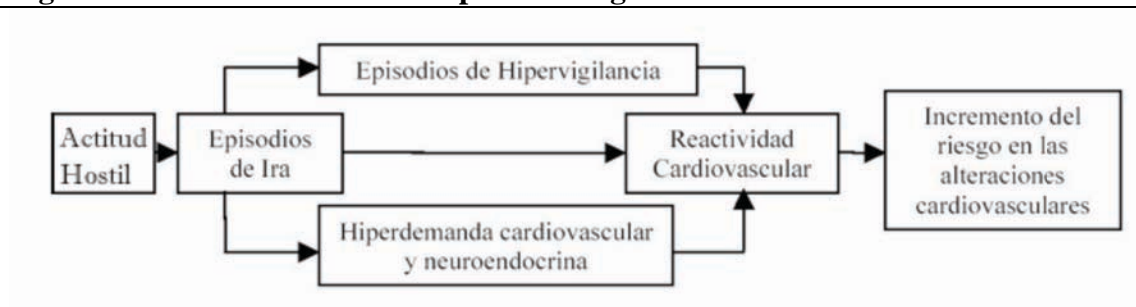 Episodios de Hipervigilancia
Actitud
Hostil
Episodios
de Ira
Reactividad
Cardiovascular
Incremento del
riesgo en las
alteraciones
cardiovasculares
Hiperdemanda cardiovascular
y neuroendocrina